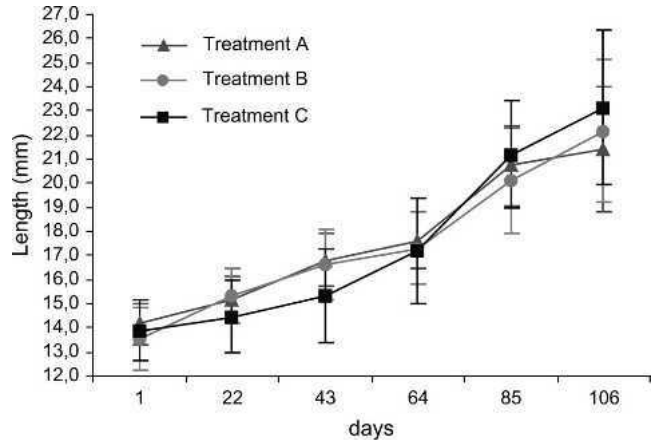 27,0
26,0
25,0
24,0
23,0
22,0
21,0
20,0
19,0
18,0
17,0
16,0
15,0
14,0
13,0
12,0
Length (mm)
Treatment A
Treatment B
Treatment C
1 22 43 64 85 106
days